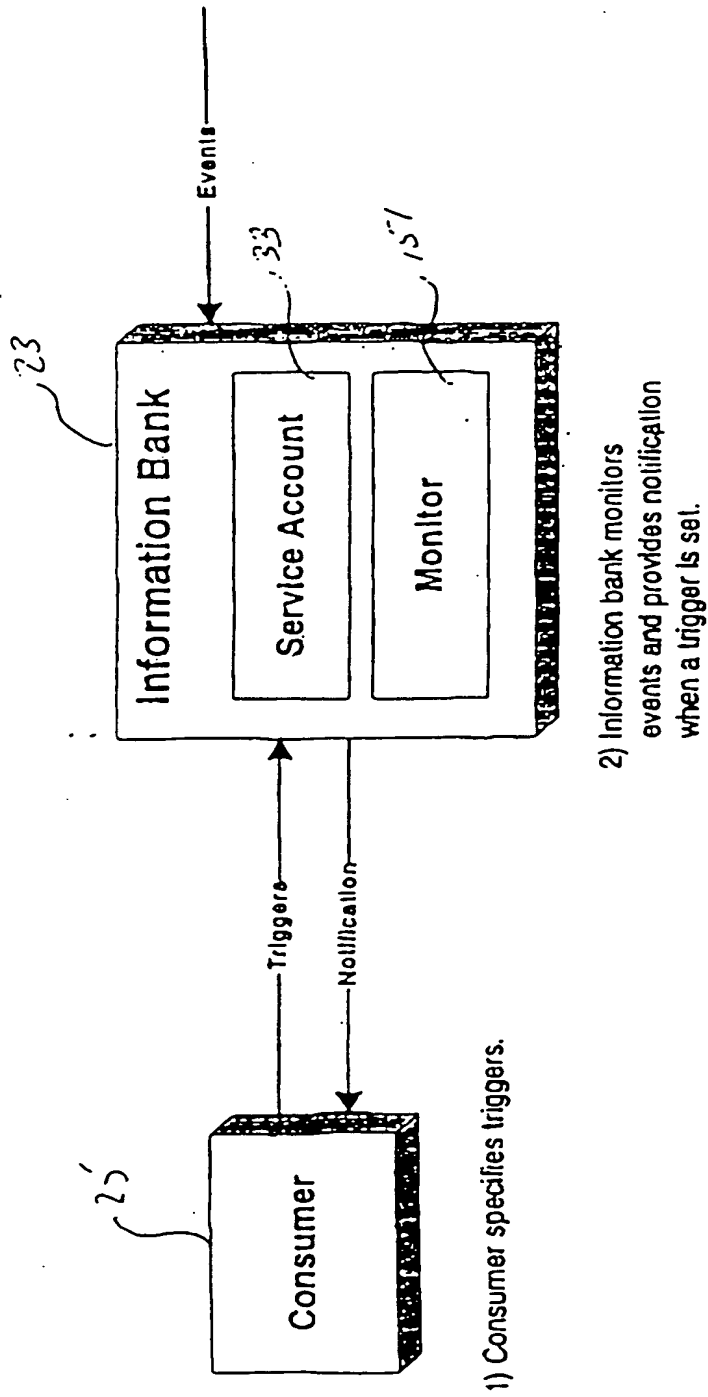 23
Information Bank
Events
Service Account
33
Monitor
157
Triggers
Notification
25
Consumer
1) Consumer specifies triggers.
2) Information bank monitors
events and provides notification
when a trigger is set.